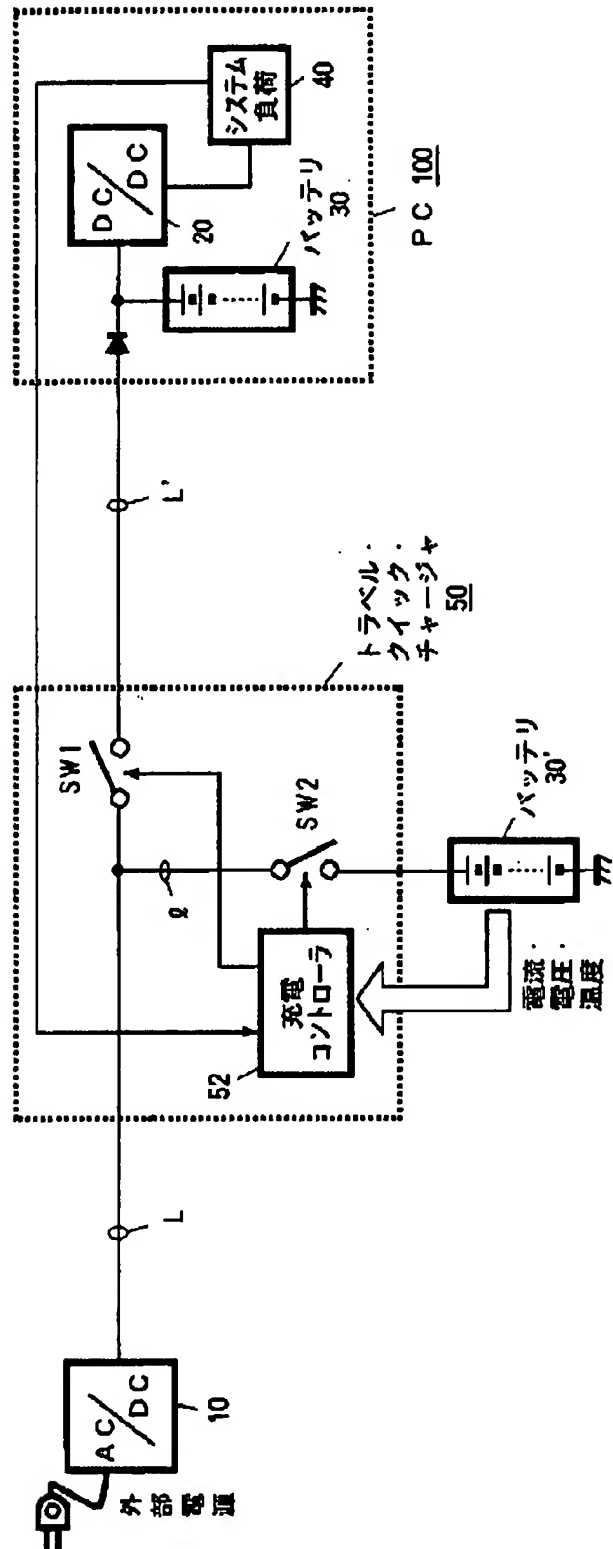 外部電源
AC/DC
10
L
トラベル・
クイック・
チャージャ
50
SW1
ℓ
SW2
充電
コントローラ
52
電流・
電圧・
温度
バッテリ
30'
L'
PC 100
DC/DC
20
バッテリ
30
システム
負荷
40